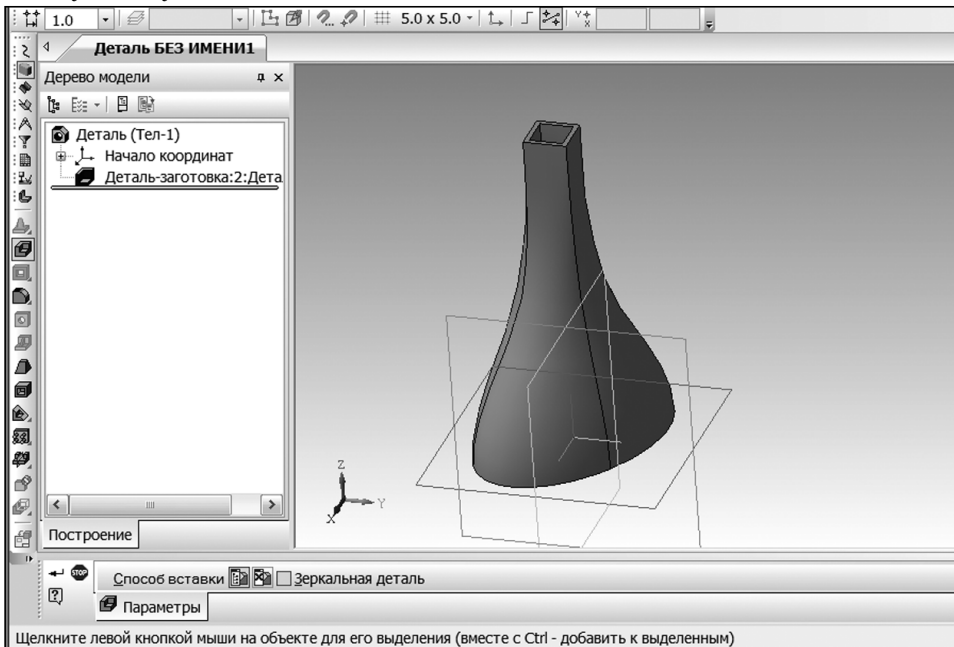 1.0
5.0 x 5.0
Y
X
Деталь БЕЗ ИМЕНИ1
Дерево модели
Деталь (Тел-1)
Начало координат
Деталь-заготовка:2:Дета
Z
Y
X
Построение
STOP
Способ вставки
Зеркальная деталь
?
Параметры
Щелкните левой кнопкой мыши на объекте для его выделения (вместе с Ctrl - добавить к выделенным)